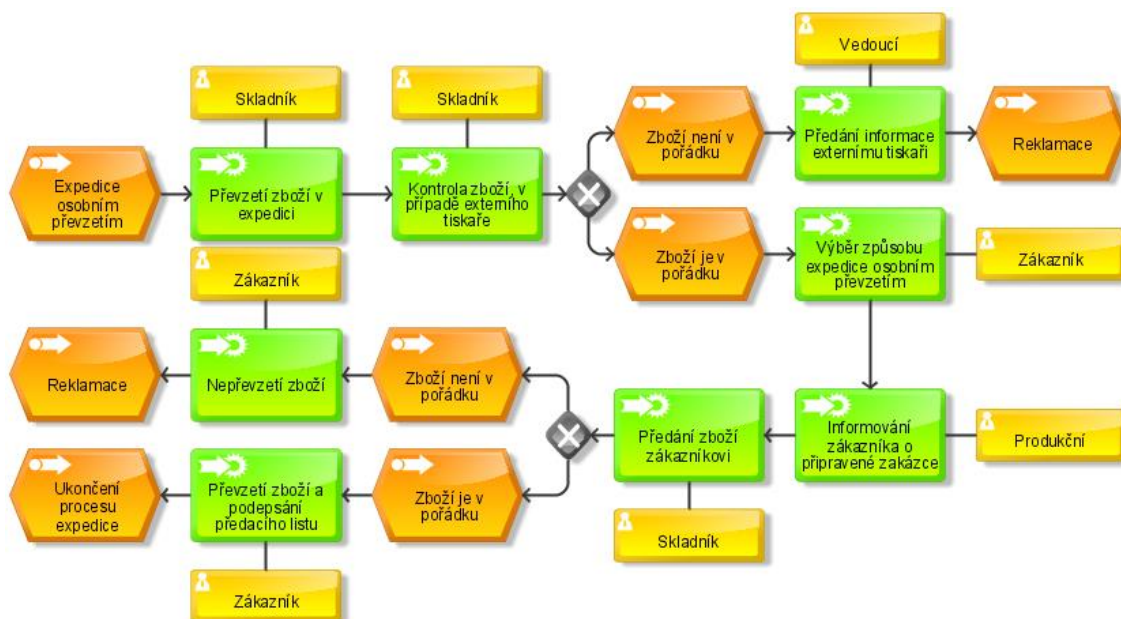 Vedoucí
Skladník
Skladník
Zboží není v
pořádku
Předání informace
externímu tiskaři
Reklamace
Expedice
osobním
převzetím
Převzetí zboží v
expedici
Kontrola zboží, v
případě externího
tiskaře
Zboží je v
pořádku
Výběr způsobu
expedice osobním
převzetím
Zákazník
Zákazník
Reklamace
Nepřevzetí zboží
Zboží není v
pořádku
Předání zboží
zákazníkovi
Informování
zákazníka o
připravené zakázce
Produkční
Ukončení
procesu
expedice
Převzetí zboží a
podepsání
předacího listu
Zboží je v
pořádku
Skladník
Zákazník